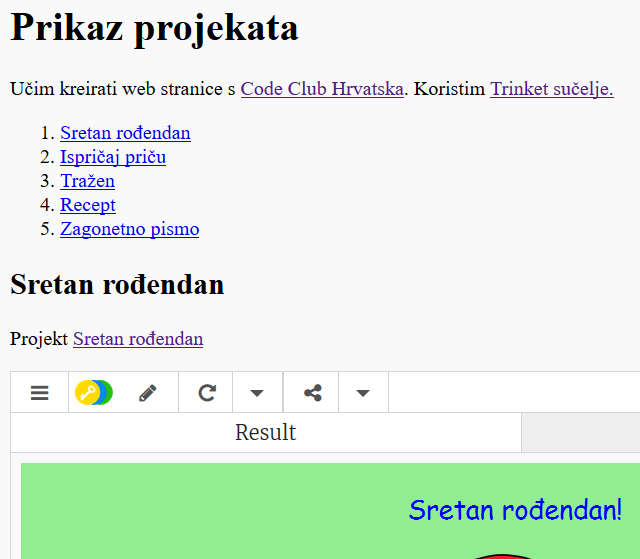 Prikaz projekata
Učim kreirati web stranice s Code Club Hrvatska. Koristim Trinket sučelje.
1. Sretan rođendan
2. Ispričaj priču
3. Tražen
4. Recept
5. Zagonetno pismo
Sretan rođendan
Projekt Sretan rođendan
Result
Sretan rođendan!